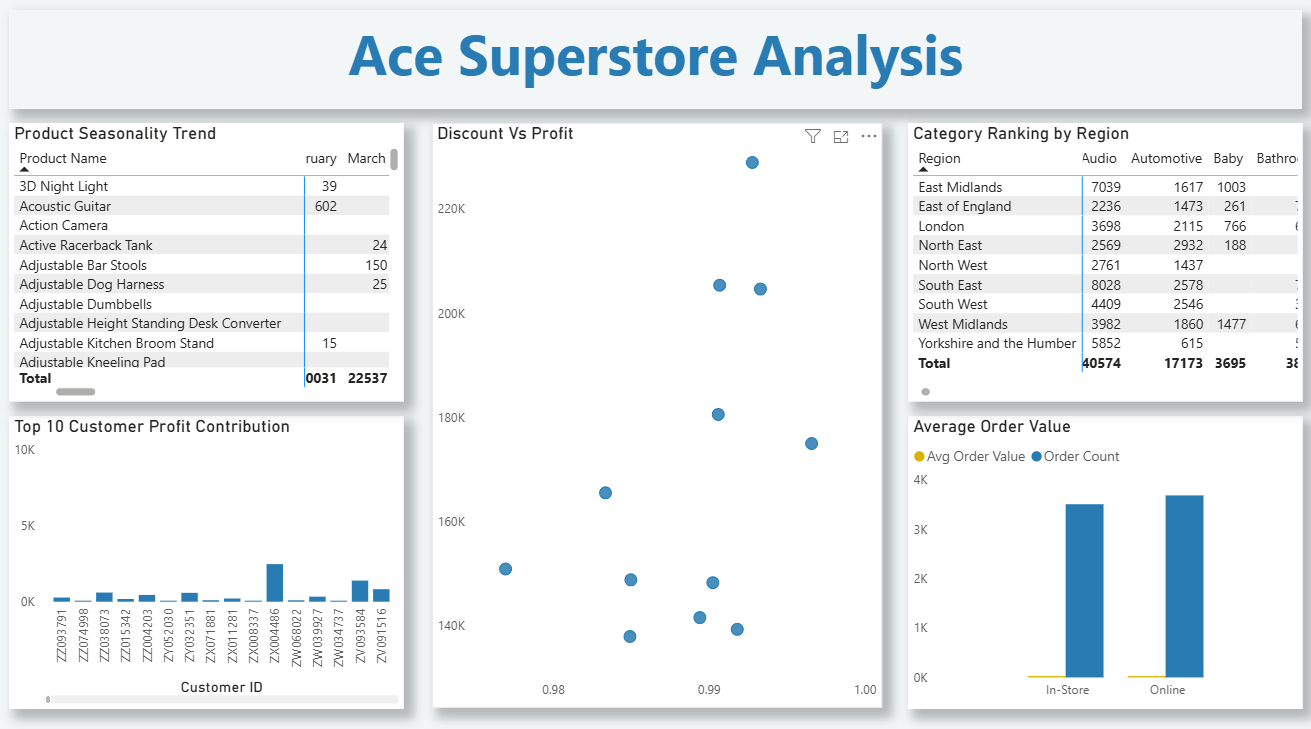 Ace Superstore Analysis
Product Seasonality Trend
Product Name ruary March
3D Night Light 39
Acoustic Guitar 602
Action Camera
Active Racerback Tank 24
Adjustable Bar Stools 150
Adjustable Dog Harness 25
Adjustable Dumbbells
Adjustable Height Standing Desk Converter
Adjustable Kitchen Broom Stand 15
Adjustable Kneeling Pad
Total 0031 22537
Discount Vs Profit
220K
200K
180K
160K
140K
0.98 0.99 1.00
Category Ranking by Region
Region Audio Automotive Baby Bathro
East Midlands 7039 1617 1003
East of England 2236 1473 261
London 3698 2115 766
North East 2569 2932 188
North West 2761 1437
South East 8028 2578
South West 4409 2546
West Midlands 3982 1860 1477
Yorkshire and the Humber 5852 615
Total 40574 17173 3695 38
Top 10 Customer Profit Contribution
10K
5K
0K
ZZ093791 ZZ074998 ZZ038073 ZZ015342 ZZ004203 ZY052030 ZY032351 ZX071881 ZX011281 ZX008337 ZX004486 ZW068022 ZW039927 ZW034737 ZV093584 ZV091516
Customer ID
Average Order Value
Avg Order Value Order Count
4K
3K
2K
1K
0K
In-Store Online